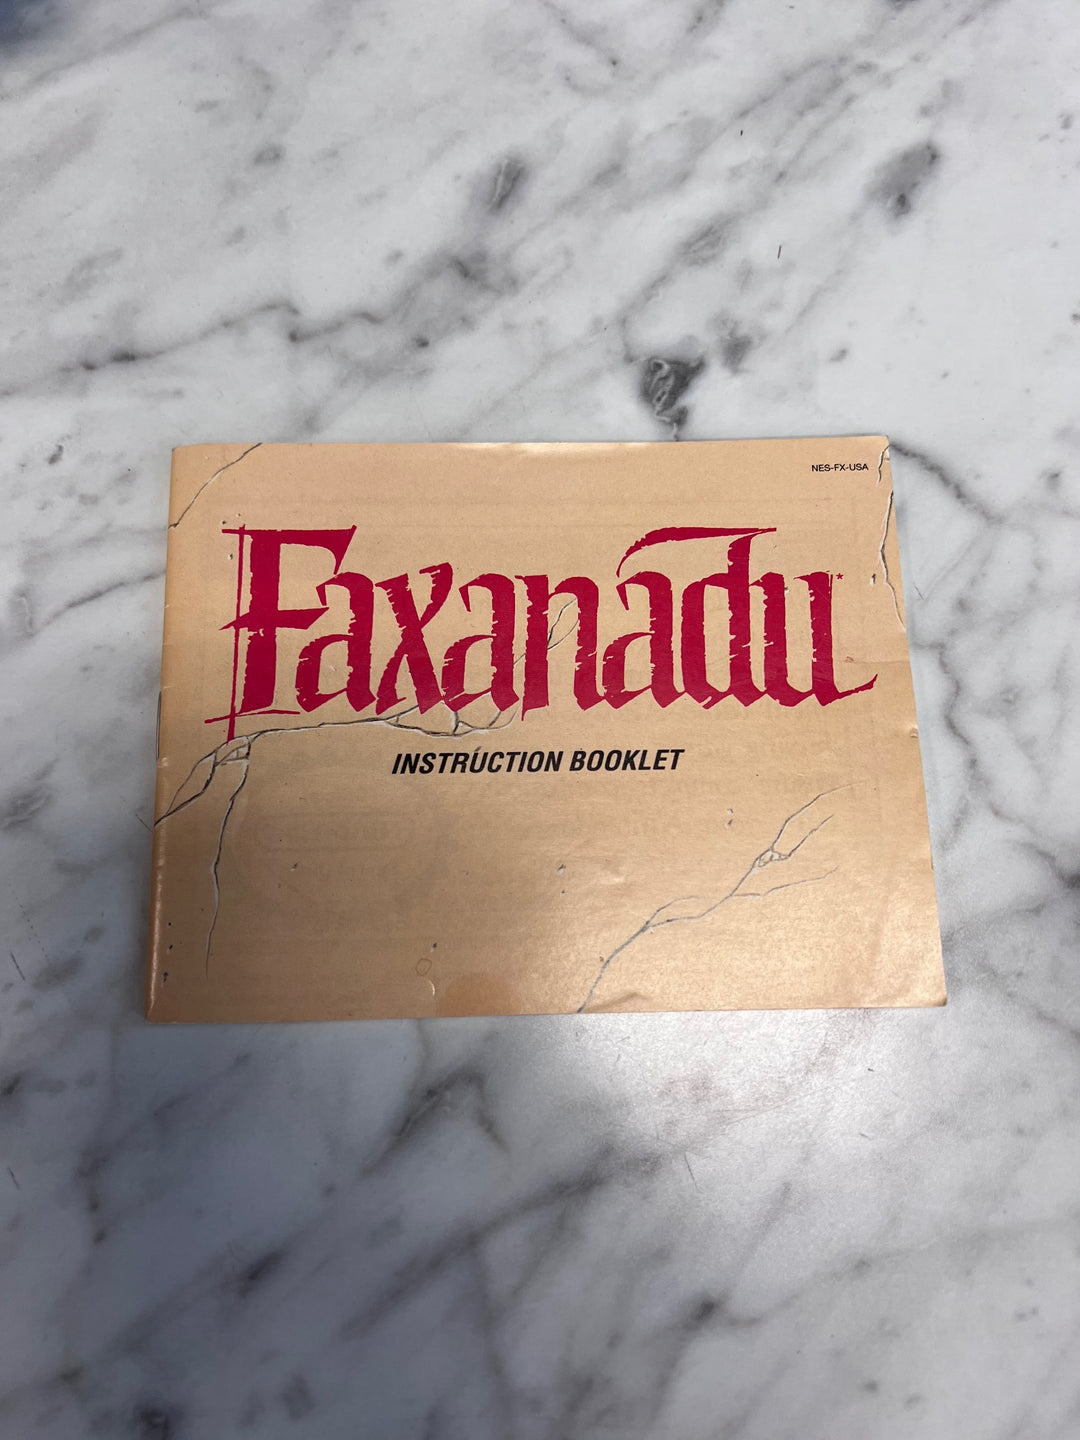 NES-FX-USA
Faxanadu*
INSTRUCTION BOOKLET